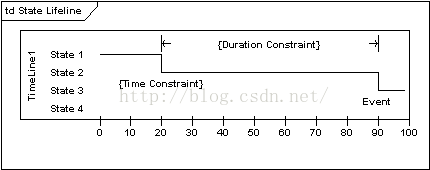 td State Lifeline
TimeLine1
State 1
State 2
State 3
State 4
{Duration Constraint}
{Time Constraint}
http://blog.csdn.net/
Event
0 10 20 30 40 50 60 70 80 90 100